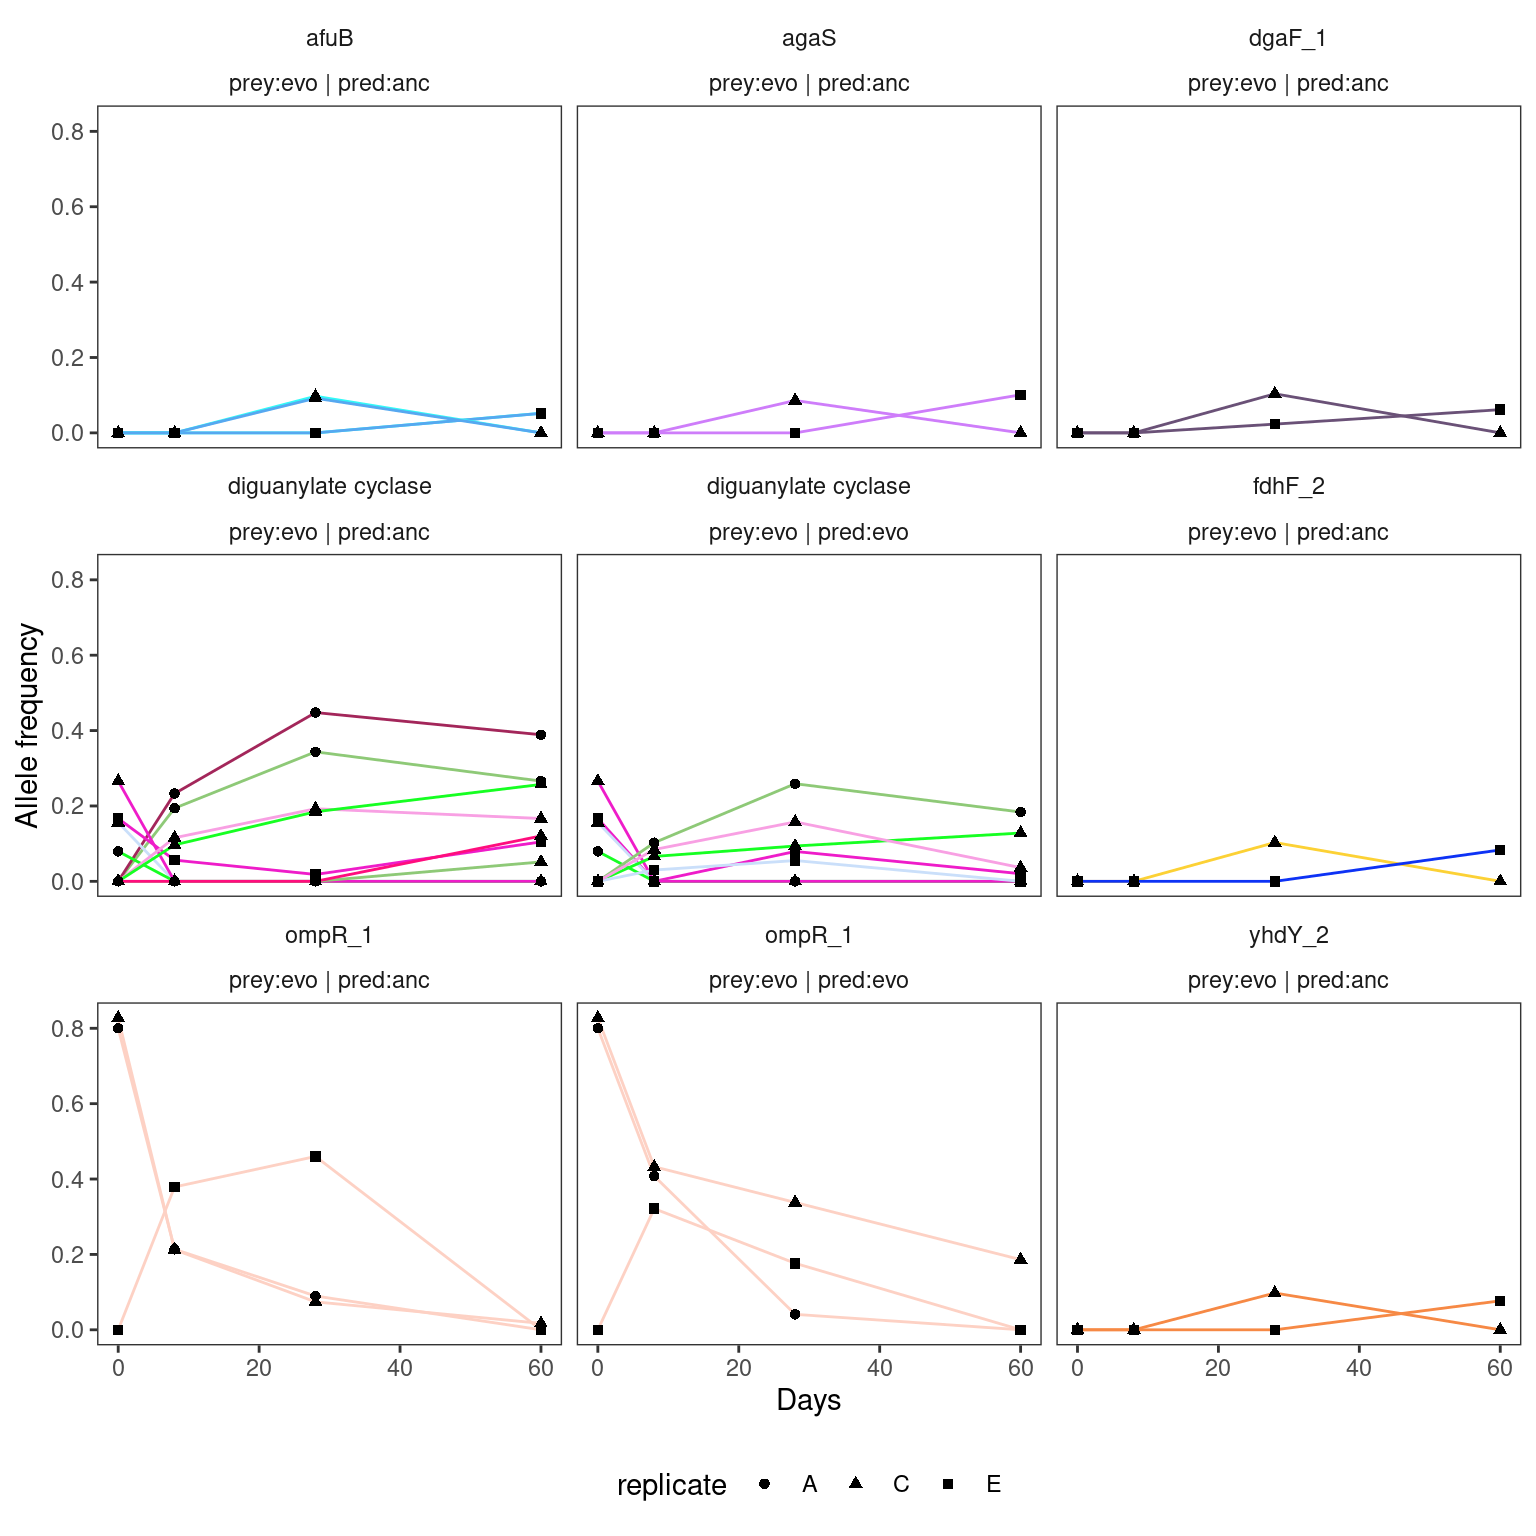 afuB agaS dgaF_1
prey:evo | pred:anc prey:evo | pred:anc prey:evo | pred:anc
0.8
0.6
0.4
0.2
0.0
diguanylate cyclase diguanylate cyclase fdhF_2
prey:evo | pred:anc prey:evo | pred:evo prey:evo | pred:anc
0.8
0.6
0.4
0.2
0.0
Allele frequency
ompR_1 ompR_1 yhdY_2
prey:evo | pred:anc prey:evo | pred:evo prey:evo | pred:anc
0.8
0.6
0.4
0.2
0.0
0 20 40 60 0 20 40 60 0 20 40 60
Days
replicate A C E